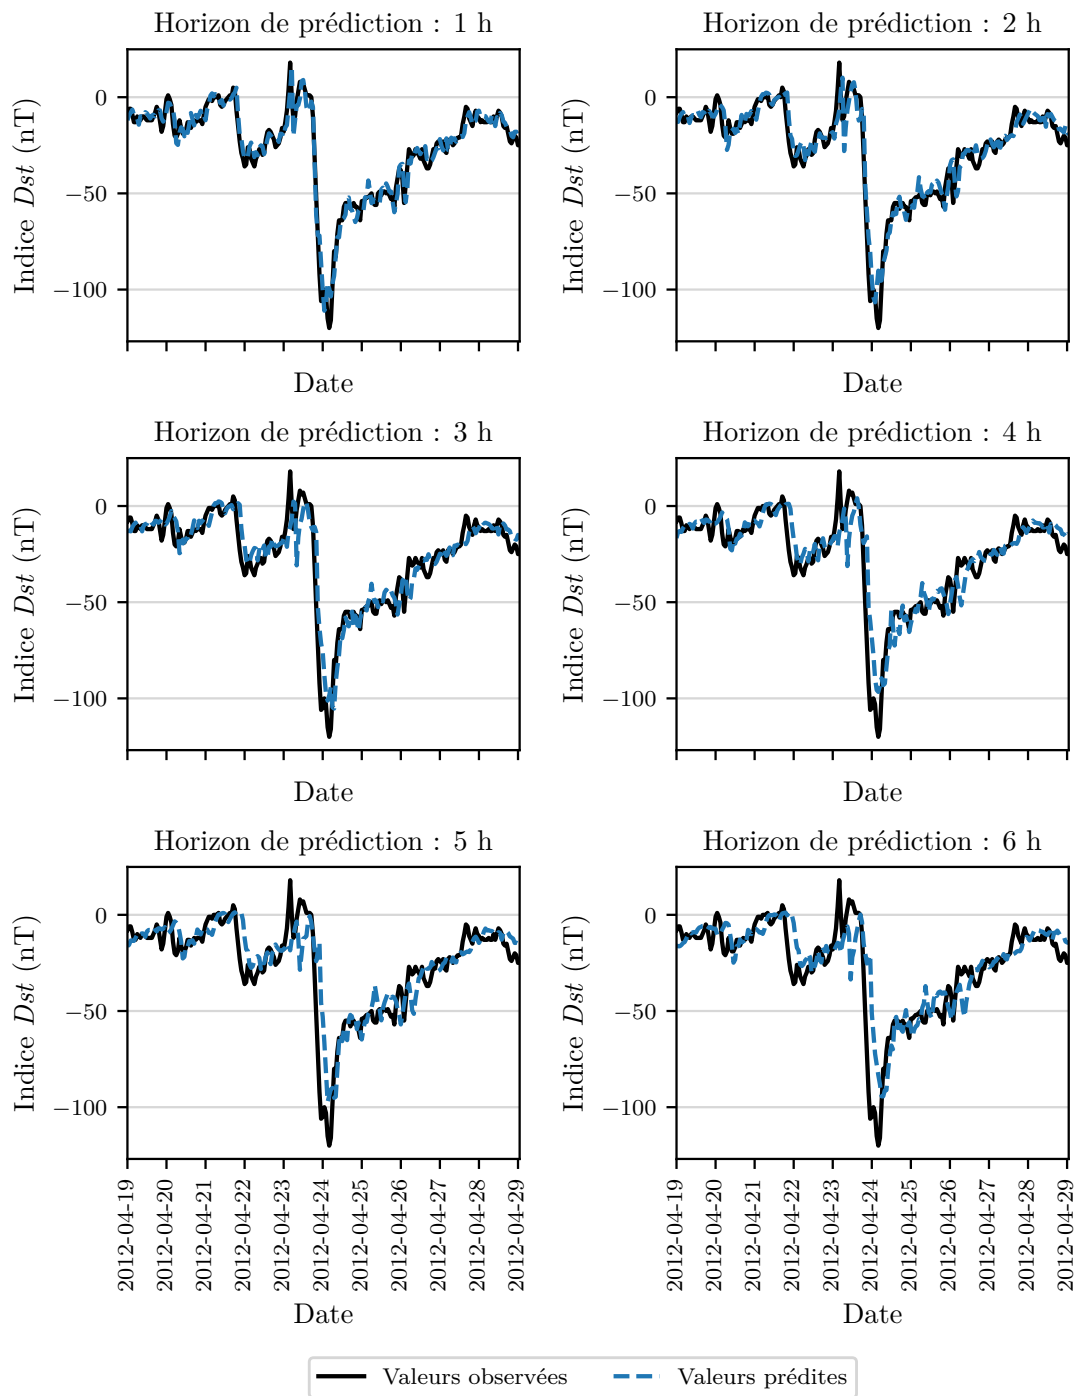 Horizon de prédiction : 1 h
Indice Dst (nT)
0
−50
−100
Date
Horizon de prédiction : 2 h
Indice Dst (nT)
0
−50
−100
Date
Horizon de prédiction : 3 h
Indice Dst (nT)
0
−50
−100
Date
Horizon de prédiction : 4 h
Indice Dst (nT)
0
−50
−100
Date
Horizon de prédiction : 5 h
Indice Dst (nT)
0
−50
−100
2012-04-19
2012-04-20
2012-04-21
2012-04-22
2012-04-23
2012-04-24
2012-04-25
2012-04-26
2012-04-27
2012-04-28
2012-04-29
Date
Horizon de prédiction : 6 h
Indice Dst (nT)
0
−50
−100
2012-04-19
2012-04-20
2012-04-21
2012-04-22
2012-04-23
2012-04-24
2012-04-25
2012-04-26
2012-04-27
2012-04-28
2012-04-29
Date
Valeurs observées
Valeurs prédites